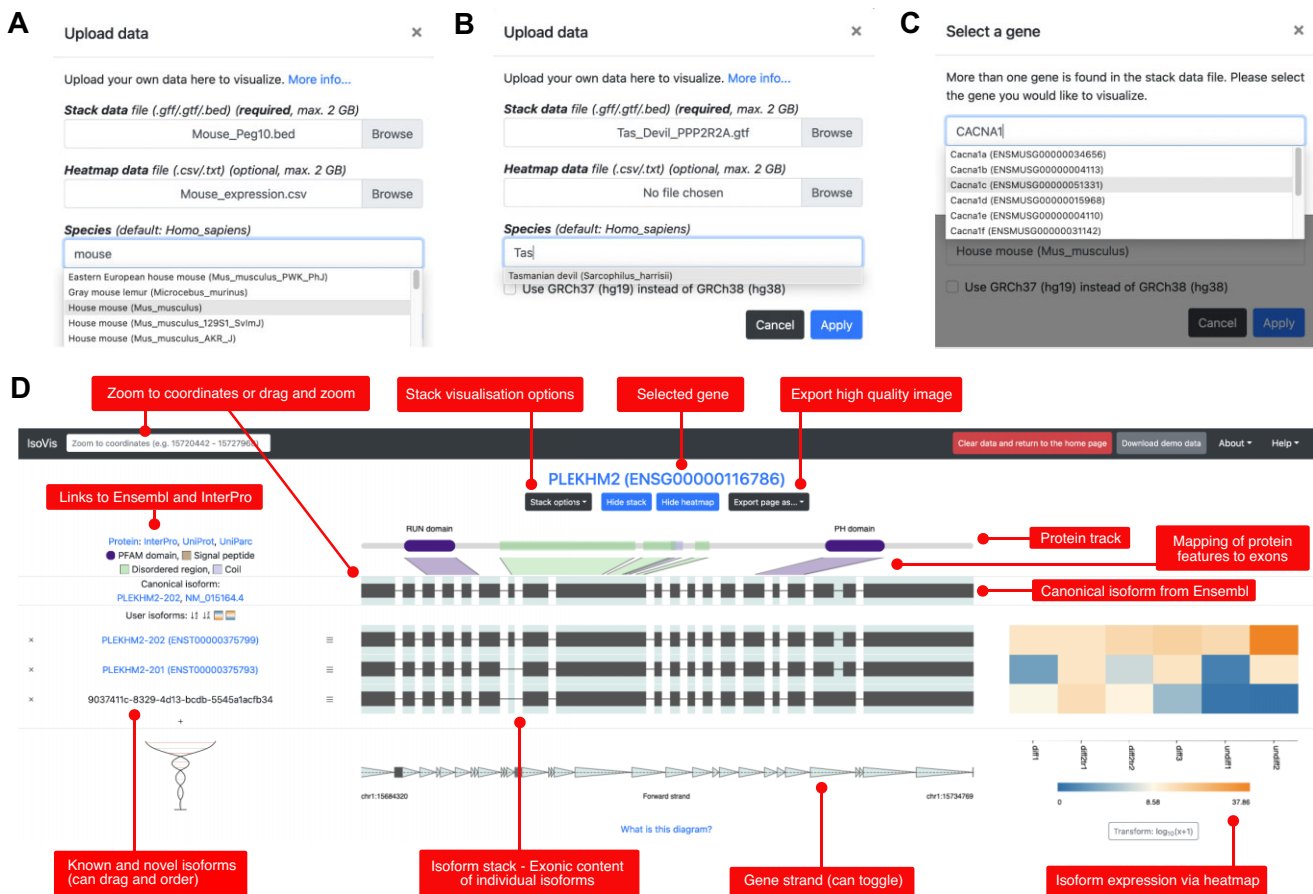 A
Upload data
×
Upload your own data here to visualize. More info...
Stack data file (.gff/.gtf/.bed) (required, max. 2 GB)
Mouse_Peg10.bed
Browse
Heatmap data file (.csv/.txt) (optional, max. 2 GB)
Mouse_expression.csv
Browse
Species (default: Homo_sapiens)
mouse
Eastern European house mouse (Mus_musculus_PWK_PhJ)
Gray mouse lemur (Microcebus_murinus)
House mouse (Mus_musculus)
House mouse (Mus_musculus_129S1_SvImJ)
House mouse (Mus_musculus_AKR_J)
B
Upload data
×
Upload your own data here to visualize. More info...
Stack data file (.gff/.gtf/.bed) (required, max. 2 GB)
Tas_Devil_PPP2R2A.gtf
Browse
Heatmap data file (.csv/.txt) (optional, max. 2 GB)
No file chosen
Browse
Species (default: Homo_sapiens)
Tas
Tasmanian devil (Sarcophilus_harrisii)
Use GRCh37 (hg19) instead of GRCh38 (hg38)
Cancel
Apply
C
Select a gene
×
More than one gene is found in the stack data file. Please select
the gene you would like to visualize.
CACNA1
Cacna1a (ENSMUSG00000034656)
Cacna1b (ENSMUSG00000004113)
Cacna1c (ENSMUSG00000051331)
Cacna1d (ENSMUSG00000015968)
Cacna1e (ENSMUSG00000004110)
Cacna1f (ENSMUSG00000031142)
House mouse (Mus_musculus)
Use GRCh37 (hg19) instead of GRCh38 (hg38)
Cancel
Apply
D
Zoom to coordinates or drag and zoom
Stack visualisation options
Selected gene
Export high quality image
IsoVis
Zoom to coordinates (e.g. 15720442 - 15727965)
Clear data and return to the home page
Download demo data
About
Help
PLEKHM2 (ENSG00000116786)
Stack options
Hide stack
Hide heatmap
Export page as...
Links to Ensembl and InterPro
Protein: InterPro, UniProt, UniParc
PFAM domain, Signal peptide
Disordered region, Coil
RUN domain
PH domain
Protein track
Mapping of protein
features to exons
Canonical isoform:
PLEKHM2-202, NM_015164.4
Canonical isoform from Ensembl
User isoforms:
× PLEKHM2-202 (ENST00000375799)
× PLEKHM2-201 (ENST00000375793)
× 9037411c-8329-4d13-bcdb-5545a1acfb34
+
diff1
diff2br1
diff2br2
diff3
undiff1
undiff2
chr1:15684320
Forward strand
chr1:15734769
0
8.58
37.86
What is this diagram?
Transform: log₁₀(x+1)
Known and novel isoforms
(can drag and order)
Isoform stack - Exonic content
of individual isoforms
Gene strand (can toggle)
Isoform expression via heatmap